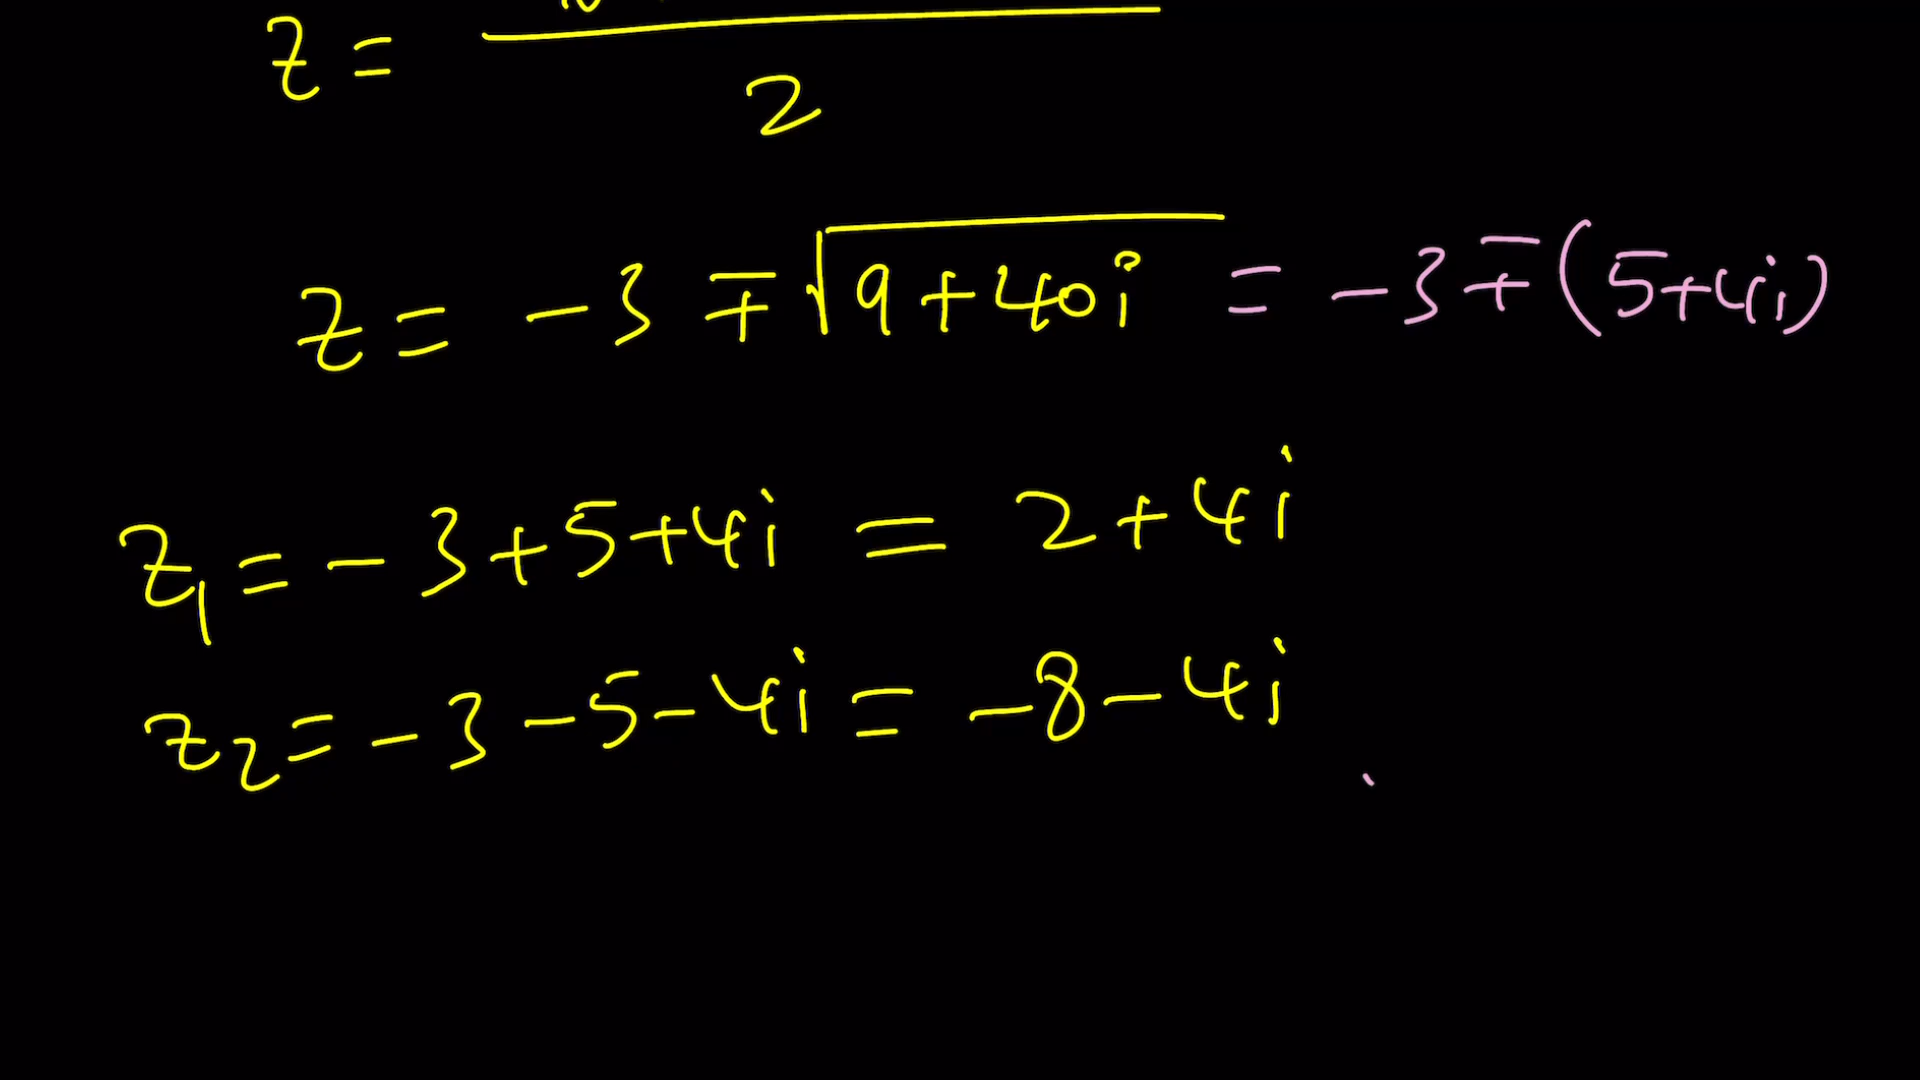 z = 2
z = -3 ∓ √9+40i = -3 ∓ (5+4i)
z₁ = -3+5+4i = 2+4i
z₂ = -3-5-4i = -8-4i